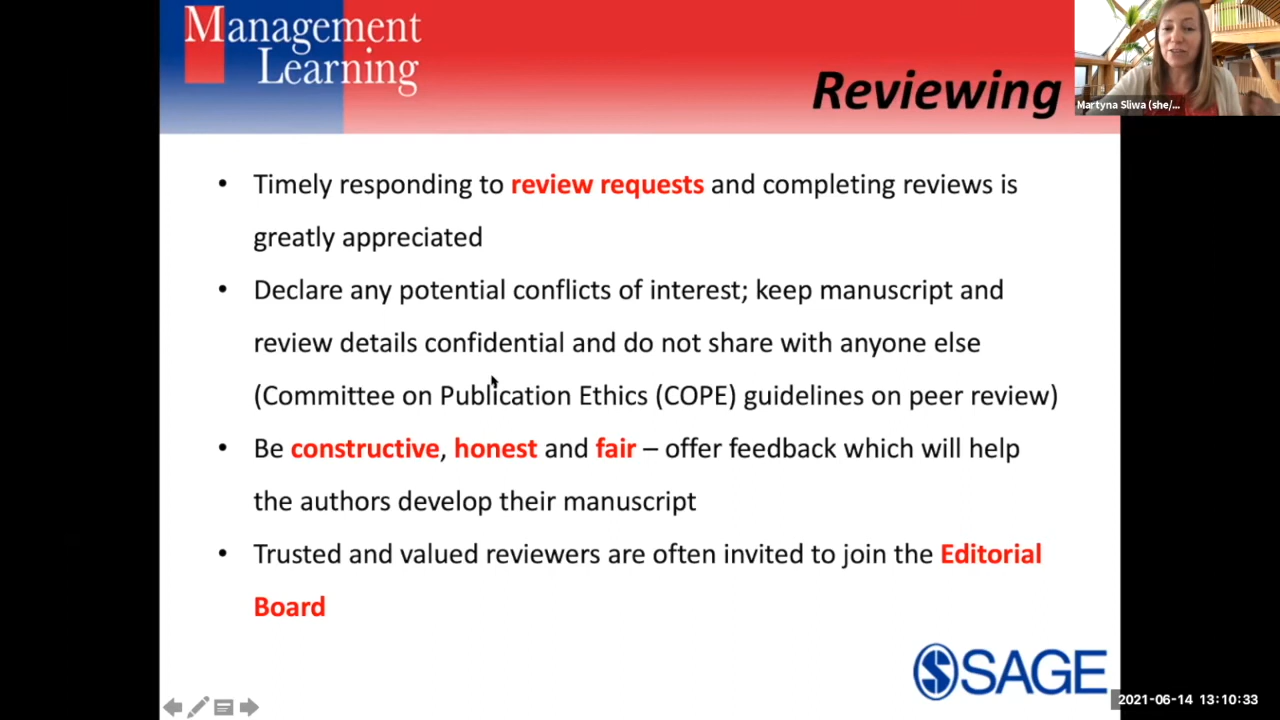 Management
Learning
Reviewing
Martyna Sliwa (she/...
• Timely responding to review requests and completing reviews is
greatly appreciated
• Declare any potential conflicts of interest; keep manuscript and
review details confidential and do not share with anyone else
(Committee on Publication Ethics (COPE) guidelines on peer review)
• Be constructive, honest and fair – offer feedback which will help
the authors develop their manuscript
• Trusted and valued reviewers are often invited to join the Editorial
Board
SAGE
2021-06-14 13:10:33